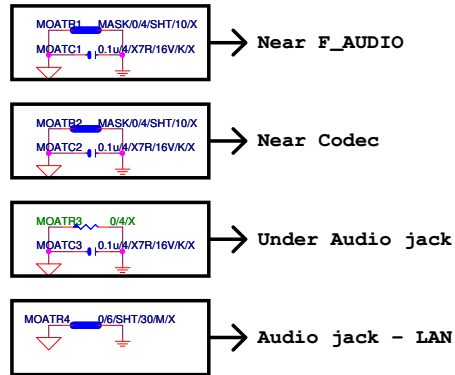 MOATR1 MASK/0/4/SHT/10/X
MOATC1 0.1u/4/X7R/16V/K/X
Near F_AUDIO
MOATR2 MASK/0/4/SHT/10/X
MOATC2 0.1u/4/X7R/16V/K/X
Near Codec
MOATR3 0/4/X
MOATC3 0.1u/4/X7R/16V/K/X
Under Audio jack
MOATR4 0/6/SHT/30/M/X
Audio jack - LAN